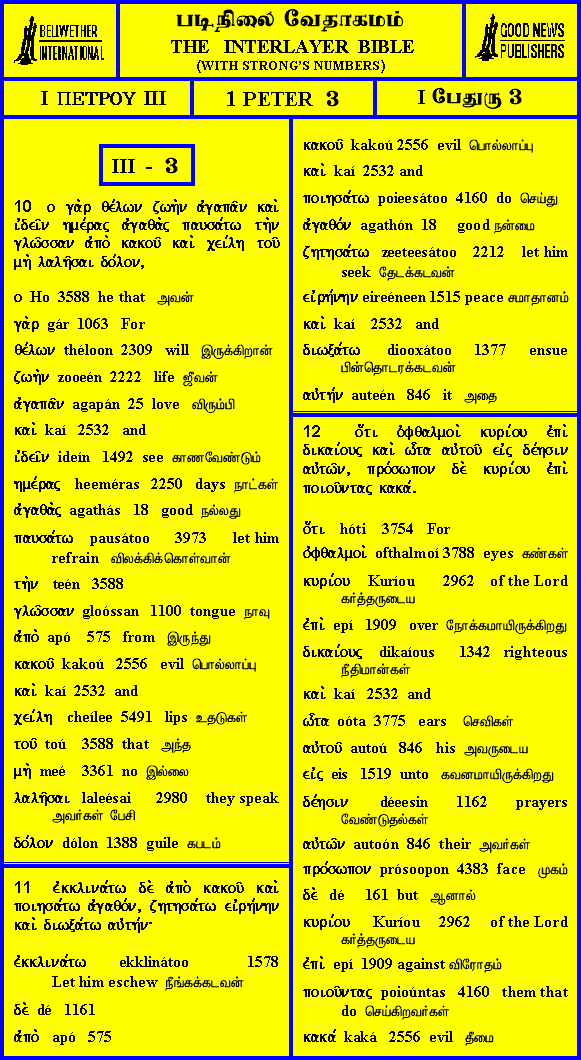 BELLWETHER
INTERNATIONAL
படிநிலை வேதாகமம்
THE INTERLAYER BIBLE
(WITH STRONG'S NUMBERS)
GOOD NEWS
PUBLISHERS
I ΠΕΤΡΟΥ III
1 PETER 3
I பேதுரு 3
III - 3
10 ο γὰρ θέλων ζωὴν ἀγαπᾶν καὶ
ἰδεῖν ημέρας ἀγαθὰς παυσάτω τὴν
γλῶσσαν ἀπὸ κακοῦ καὶ χείλη τοῦ
μὴ λαλῆσαι δόλον,
ο Ho 3588 he that அவன்
γὰρ gár 1063 For
θέλων théloon 2309 will இருக்கிறான்
ζωὴν zooeén 2222 life ஜீவன்
ἀγαπᾶν agapán 25 love விரும்பி
καὶ kaí 2532 and
ἰδεῖν ideín 1492 see காணவேண்டும்
ημέρας heeméras 2250 days நாட்கள்
ἀγαθὰς agathás 18 good நல்லது
παυσάτω pausátoo 3973 let him
refrain விலக்கிக்கொள்வான்
τὴν teén 3588
γλῶσσαν gloóssan 1100 tongue நாவு
ἀπὸ apó 575 from இருந்து
κακοῦ kakoú 2556 evil பொல்லாப்பு
καὶ kaí 2532 and
χείλη cheílee 5491 lips உதடுகள்
τοῦ toú 3588 that அந்த
μὴ meé 3361 no இல்லை
λαλῆσαι laleésai 2980 they speak
அவர்கள் பேசி
δόλον dólon 1388 guile கபடம்
11 ἐκκλινάτω δὲ ἀπὸ κακοῦ καὶ
ποιησάτω ἀγαθόν, ζητησάτω εἰρήνην
καὶ διωξάτω αὐτήν·
ἐκκλινάτω ekklinátoo 1578
Let him eschew நீங்கக்கடவன்
δὲ dé 1161
ἀπὸ apó 575
κακοῦ kakoú 2556 evil பொல்லாப்பு
καὶ kaí 2532 and
ποιησάτω poieesátoo 4160 do செய்து
ἀγαθόν agathón 18 good நன்மை
ζητησάτω zeeteesátoo 2212 let him
seek தேடக்கடவன்
εἰρήνην eireéneen 1515 peace சமாதானம்
καὶ kaí 2532 and
διωξάτω diooxátoo 1377 ensue
பின்தொடரக்கடவன்
αὐτήν auteén 846 it அதை
12 ὅτι ὀφθαλμοὶ κυρίου ἐπὶ
δικαίους καὶ ὦτα αὐτοῦ εἰς δέησιν
αὐτῶν, πρόσωπον δὲ κυρίου ἐπὶ
ποιοῦντας κακά.
ὅτι hóti 3754 For
ὀφθαλμοὶ ofthalmoí 3788 eyes கண்கள்
κυρίου Kuríou 2962 of the Lord
கர்த்தருடைய
ἐπὶ epí 1909 over நோக்கமாயிருக்கிறது
δικαίους dikaíous 1342 righteous
நீதிமான்கள்
καὶ kaí 2532 and
ὦτα oóta 3775 ears செவிகள்
αὐτοῦ autoú 846 his அவருடைய
εἰς eis 1519 unto கவனமாயிருக்கிறது
δέησιν déeesin 1162 prayers
வேண்டுதல்கள்
αὐτῶν autoón 846 their அவர்கள்
πρόσωπον prósoopon 4383 face முகம்
δὲ dé 161 but ஆனால்
κυρίου Kuríou 2962 of the Lord
கர்த்தருடைய
ἐπὶ epí 1909 against விரோதம்
ποιοῦντας poioúntas 4160 them that
do செய்கிறவர்கள்
κακά kaká 2556 evil தீமை